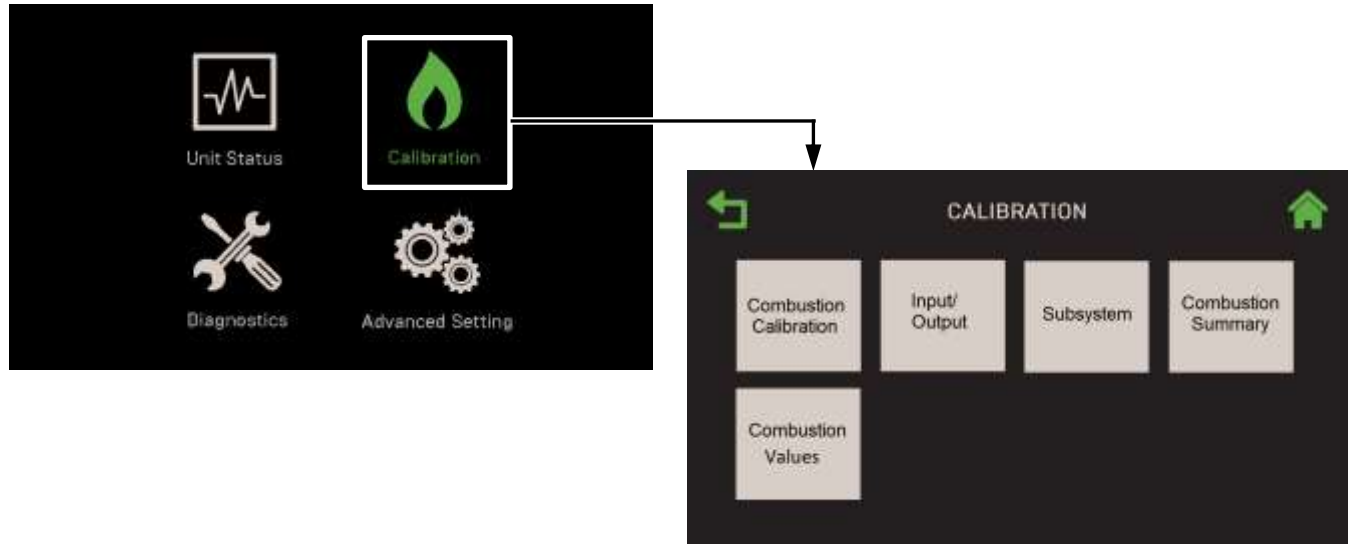 Unit Status
Calibration
Diagnostics
Advanced Setting
CALIBRATION
Combustion
Calibration
Input/
Output
Subsystem
Combustion
Summary
Combustion
Values